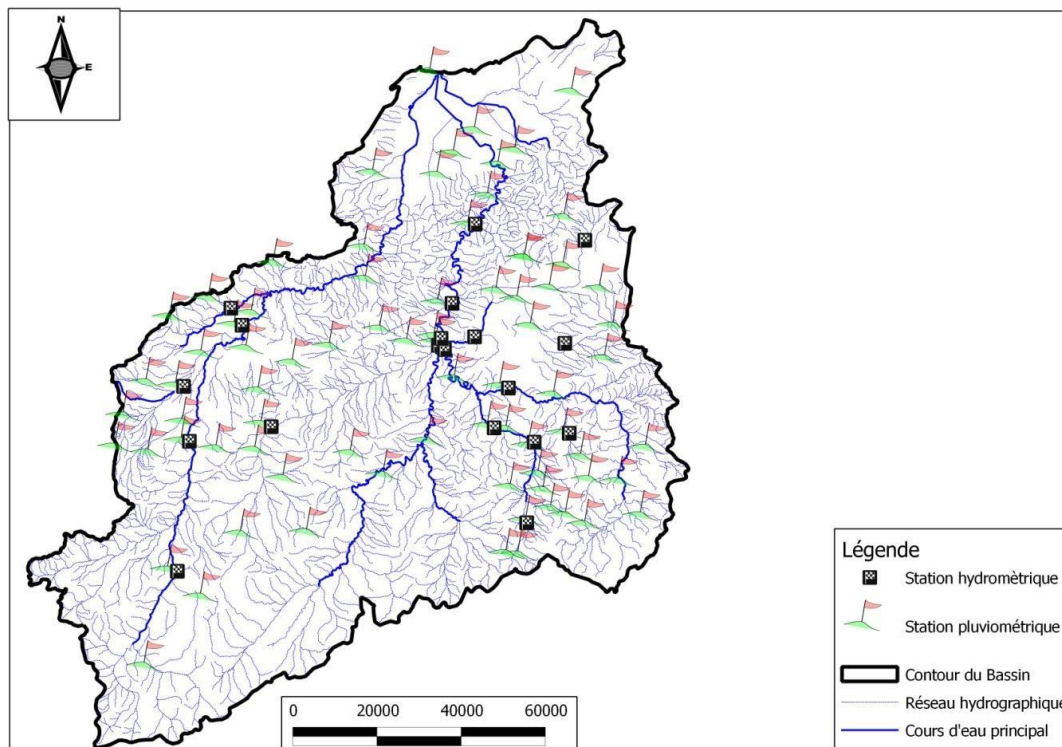 N
E
0 20000 40000 60000
Légende
Station hydromètrique
Station pluviométrique
Contour du Bassin
Réseau hydrographique
Cours d'eau principal